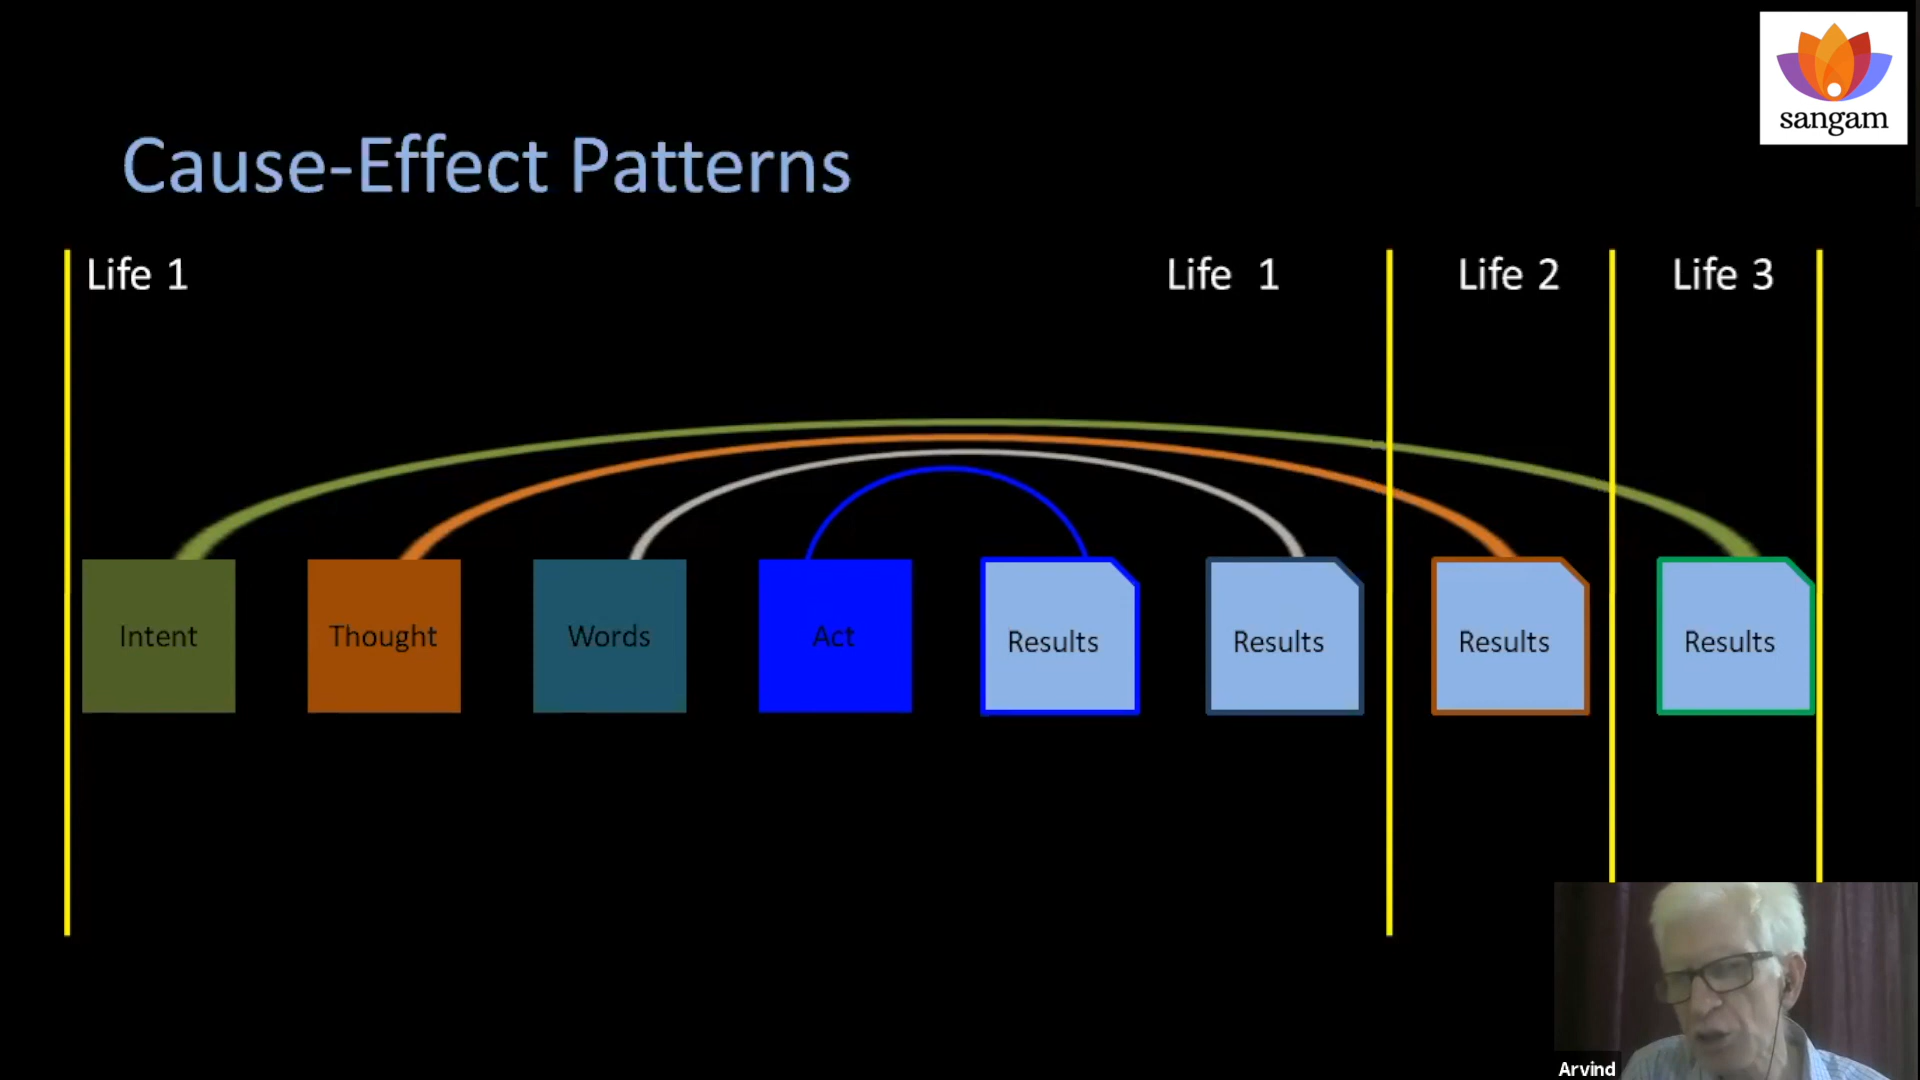 sangam
Cause-Effect Patterns
Life 1
Life 1
Life 2
Life 3
Intent
Thought
Words
Act
Results
Results
Results
Results
Arvind